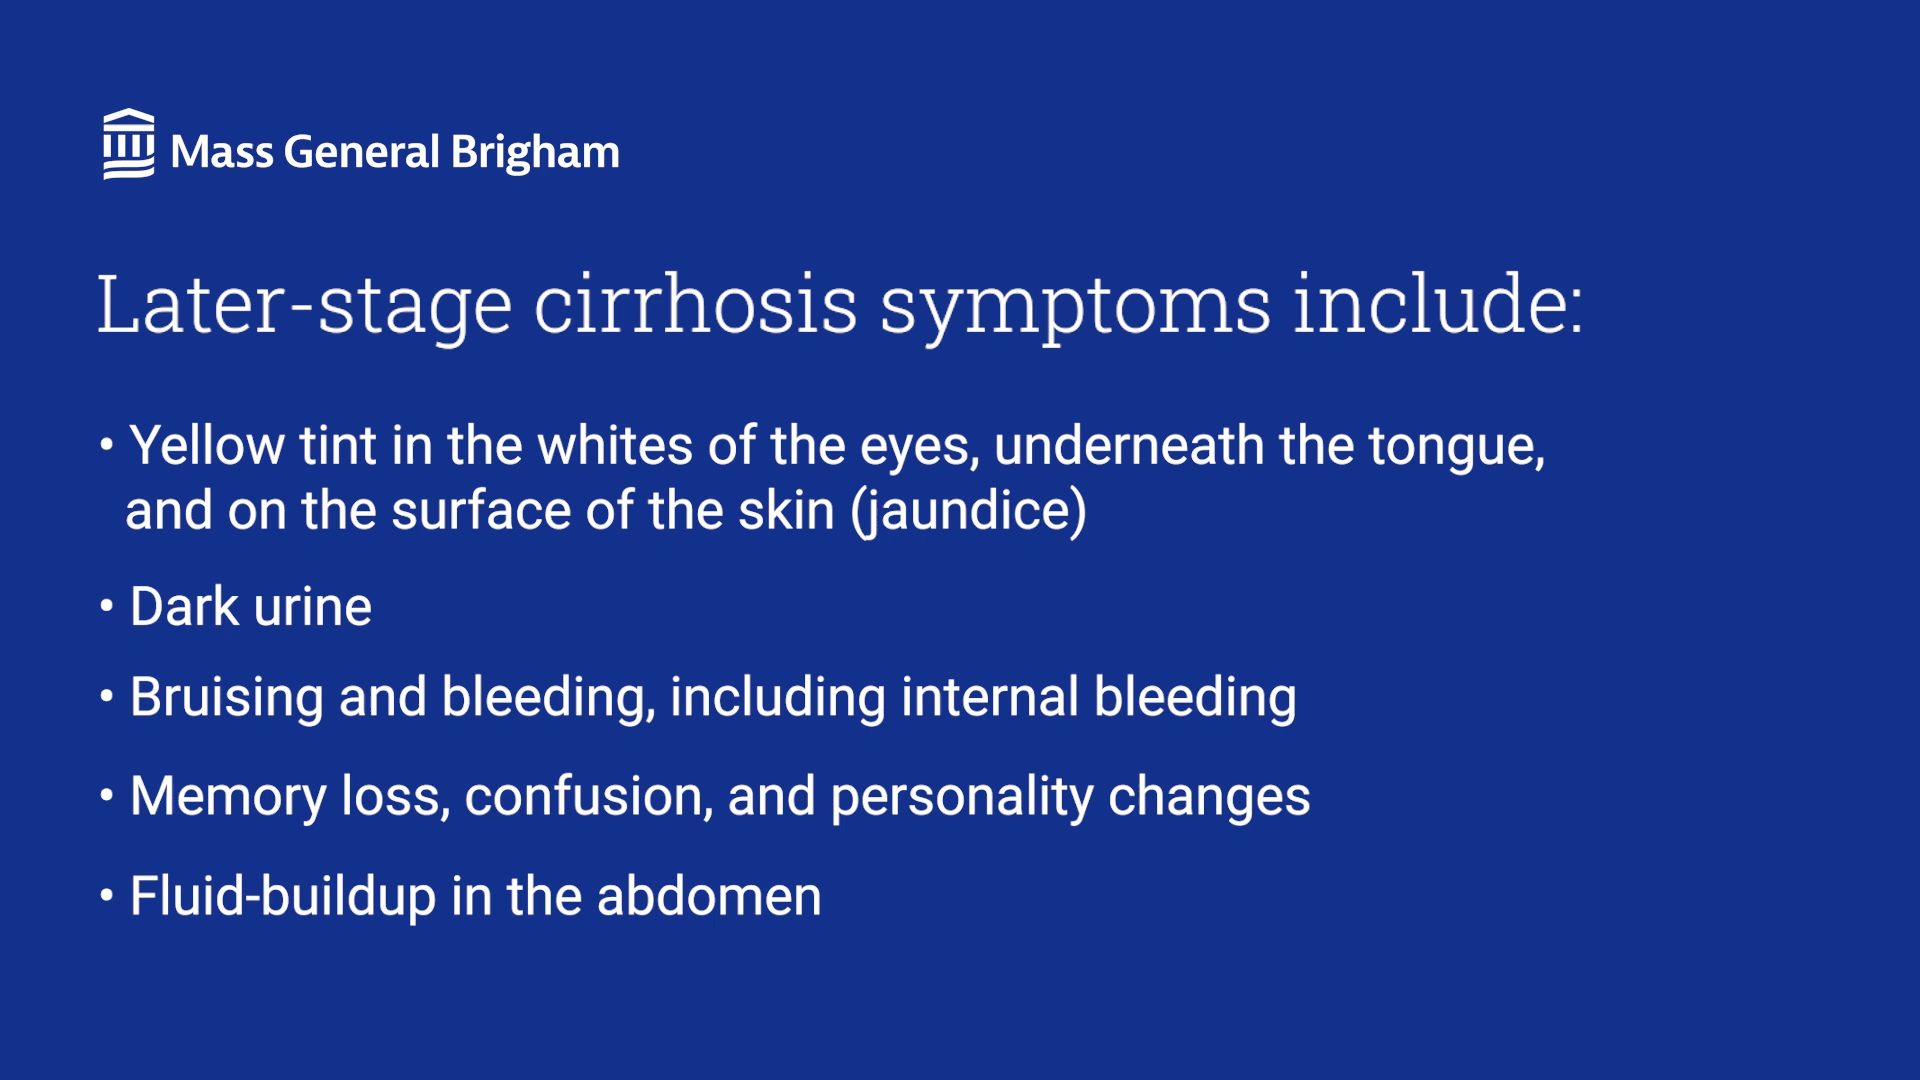 Mass General Brigham
Later-stage cirrhosis symptoms include:
• Yellow tint in the whites of the eyes, underneath the tongue,
and on the surface of the skin (jaundice)
• Dark urine
• Bruising and bleeding, including internal bleeding
• Memory loss, confusion, and personality changes
• Fluid-buildup in the abdomen